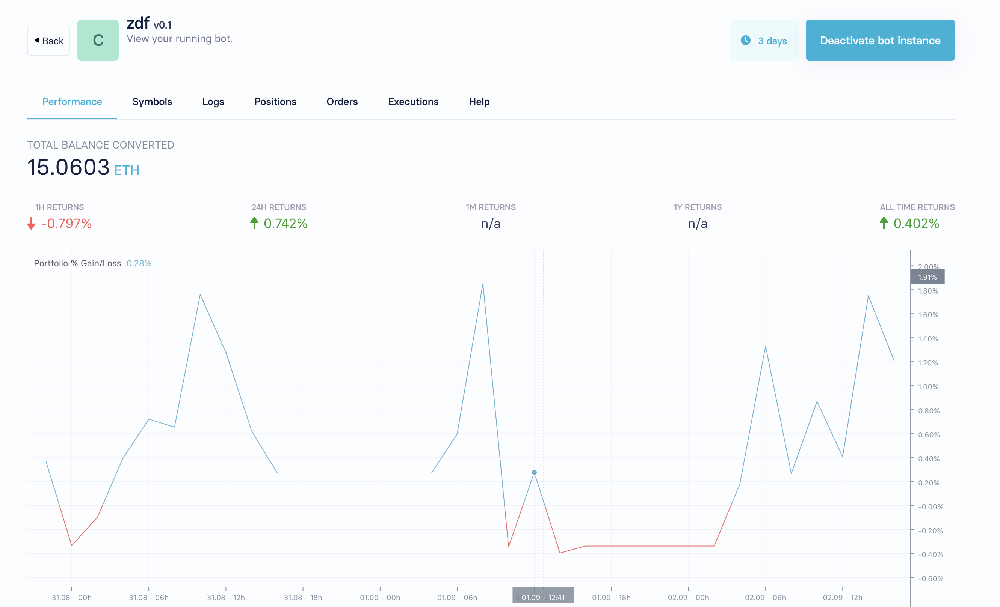 Back
C
zdf v0.1
View your running bot.
3 days
Deactivate bot instance
Performance
Symbols
Logs
Positions
Orders
Executions
Help
TOTAL BALANCE CONVERTED
15.0603 ETH
1H RETURNS
-0.797%
24H RETURNS
0.742%
1M RETURNS
n/a
1Y RETURNS
n/a
ALL TIME RETURNS
0.402%
Portfolio % Gain/Loss 0.28%
2.00%
1.91%
1.80%
1.60%
1.40%
1.20%
1.00%
0.80%
0.60%
0.40%
0.20%
-0.00%
-0.20%
-0.40%
-0.60%
31.08 - 00h
31.08 - 06h
31.08 - 12h
31.08 - 18h
01.09 - 00h
01.09 - 06h
01.09 - 12:41
01.09 - 18h
02.09 - 00h
02.09 - 06h
02.09 - 12h